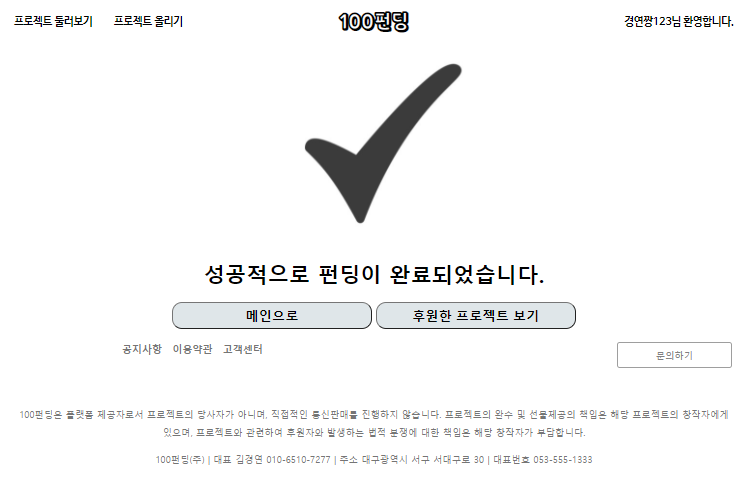 프로젝트 둘러보기 프로젝트 올리기 100펀딩 경연짱123님 환영합니다.
성공적으로 펀딩이 완료되었습니다.
메인으로 후원한 프로젝트 보기
공지사항 이용약관 고객센터 문의하기
100펀딩은 플랫폼 제공자로서 프로젝트의 당사자가 아니며, 직접적인 통신판매를 진행하지 않습니다. 프로젝트의 완수 및 선물제공의 책임은 해당 프로젝트의 창작자에게
있으며, 프로젝트와 관련하여 후원자와 발생하는 법적 분쟁에 대한 책임은 해당 창작자가 부담합니다.
100펀딩(주) | 대표 김경연 010-6510-7277 | 주소 대구광역시 서구 서대구로 30 | 대표번호 053-555-1333